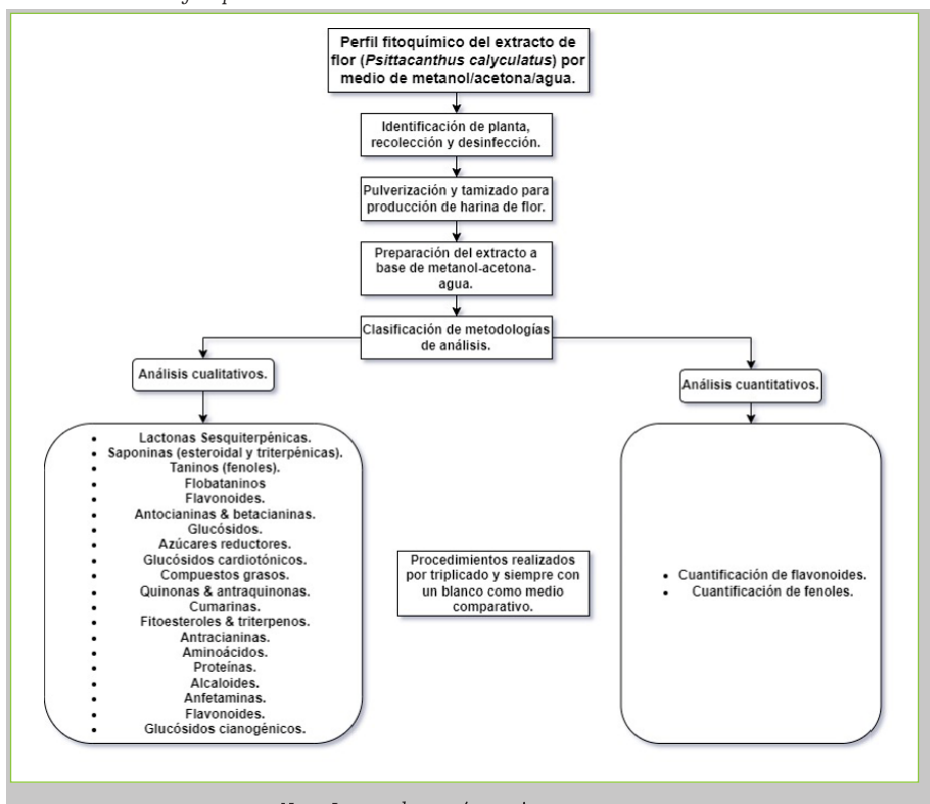 Perfil fitoquímico del extracto de
flor (Psittacanthus calyculatus) por
medio de metanol/acetona/agua.
Identificación de planta,
recolección y desinfección.
Pulverización y tamizado para
producción de harina de flor.
Preparación del extracto a
base de metanol-acetona-
agua.
Clasificación de metodologías
de análisis.
Análisis cualitativos.
Análisis cuantitativos.
• Lactonas Sesquiterpénicas.
• Saponinas (esteroidal y triterpénicas).
• Taninos (fenoles).
• Flobataninos
• Flavonoides.
• Antocianinas & betacianinas.
• Glucósidos.
• Azúcares reductores.
• Glucósidos cardiotónicos.
• Compuestos grasos.
• Quinonas & antraquinonas.
• Cumarinas.
• Fitoesteroles & triterpenos.
• Antracianinas.
• Aminoácidos.
• Proteínas.
• Alcaloides.
• Anfetaminas.
• Flavonoides.
• Glucósidos cianogénicos.
Procedimientos realizados
por triplicado y siempre con
un blanco como medio
comparativo.
• Cuantificación de flavonoides.
• Cuantificación de fenoles.